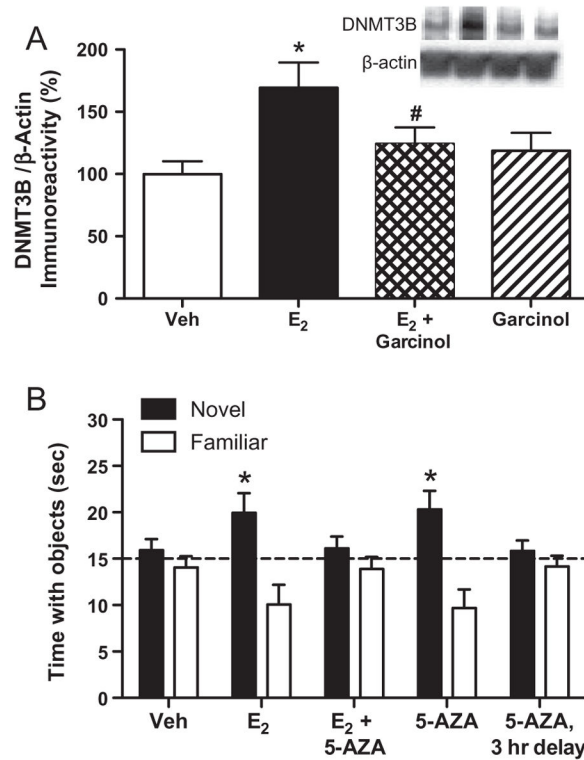 A
DNMT3B
β-actin
DNMT3B /β-Actin
Immunoreactivity (%)
200
150
100
50
0
*
#
Veh
E₂
E₂ +
Garcinol
Garcinol
B
Novel
Familiar
Time with objects (sec)
30
25
20
15
10
5
0
*
*
Veh
E₂
E₂ +
5-AZA
5-AZA
5-AZA,
3 hr delay